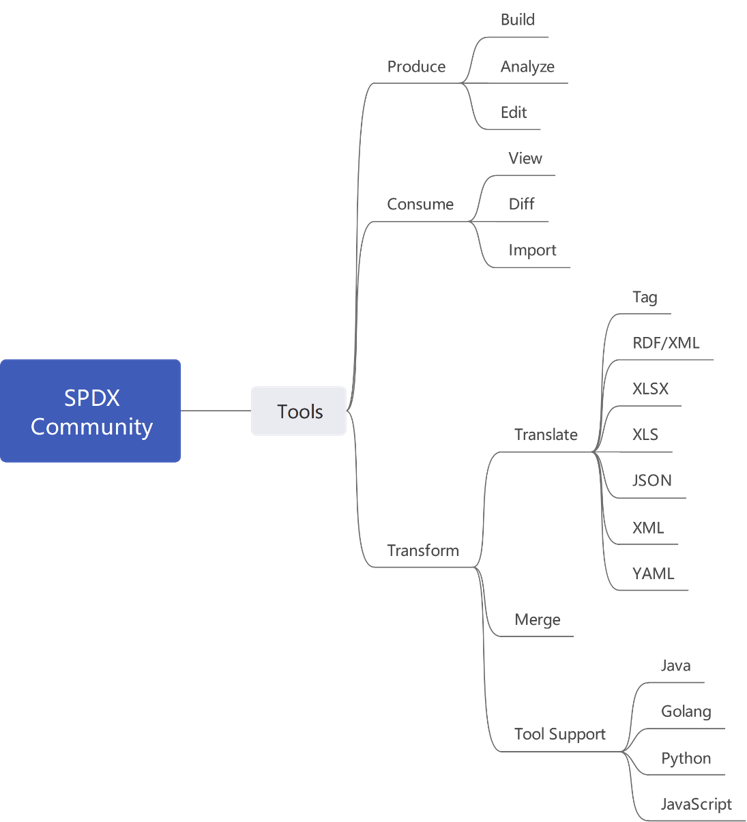 SPDX
Community
Tools
Produce
Build
Analyze
Edit
Consume
View
Diff
Import
Transform
Translate
Tag
RDF/XML
XLSX
XLS
JSON
XML
YAML
Merge
Tool Support
Java
Golang
Python
JavaScript